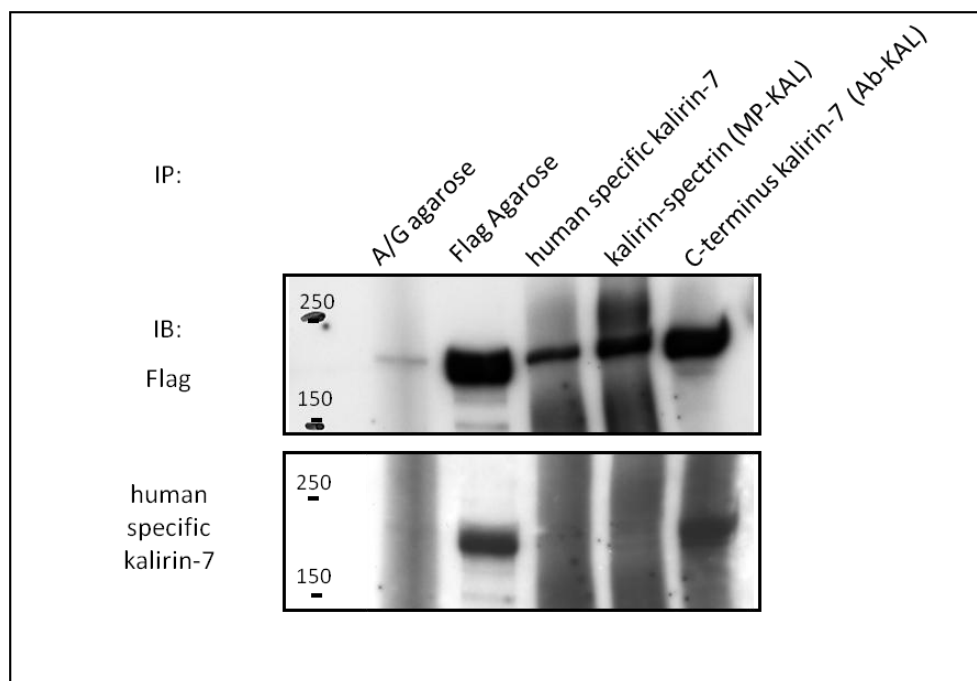 IP:
A/G agarose
Flag Agarose
human specific kalirin-7
kalirin-spectrin (MP-KAL)
C-terminus kalirin-7 (Ab-KAL)
IB:
Flag
250
150
human
specific
kalirin-7
250
150